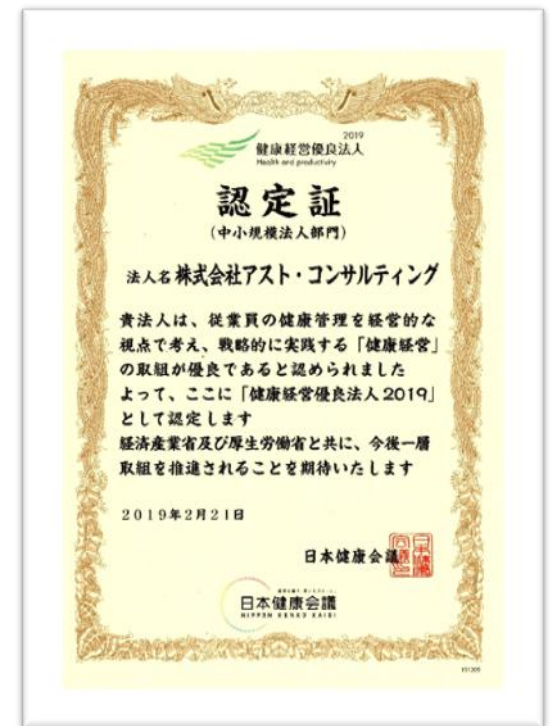 2019
健康経営優良法人
Health and productivity
認定証
(中小規模法人部門)
法人名 株式会社アスト・コンサルティング
貴法人は、従業員の健康管理を経営的な
視点で考え、戦略的に実践する「健康経営」
の取組が優良であると認められました
よって、ここに「健康経営優良法人2019」
として認定します
経済産業省及び厚生労働省と共に、今後一層
取組を推進されることを期待いたします
2019年2月21日
日本健康会議
日本健康会議
NIPPON KENKO KAIGI